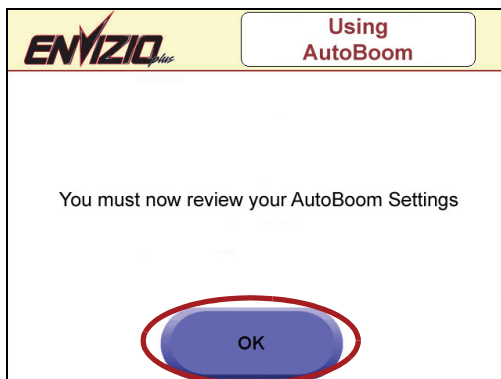 ENVIZIO plus
Using
AutoBoom
You must now review your AutoBoom Settings
OK